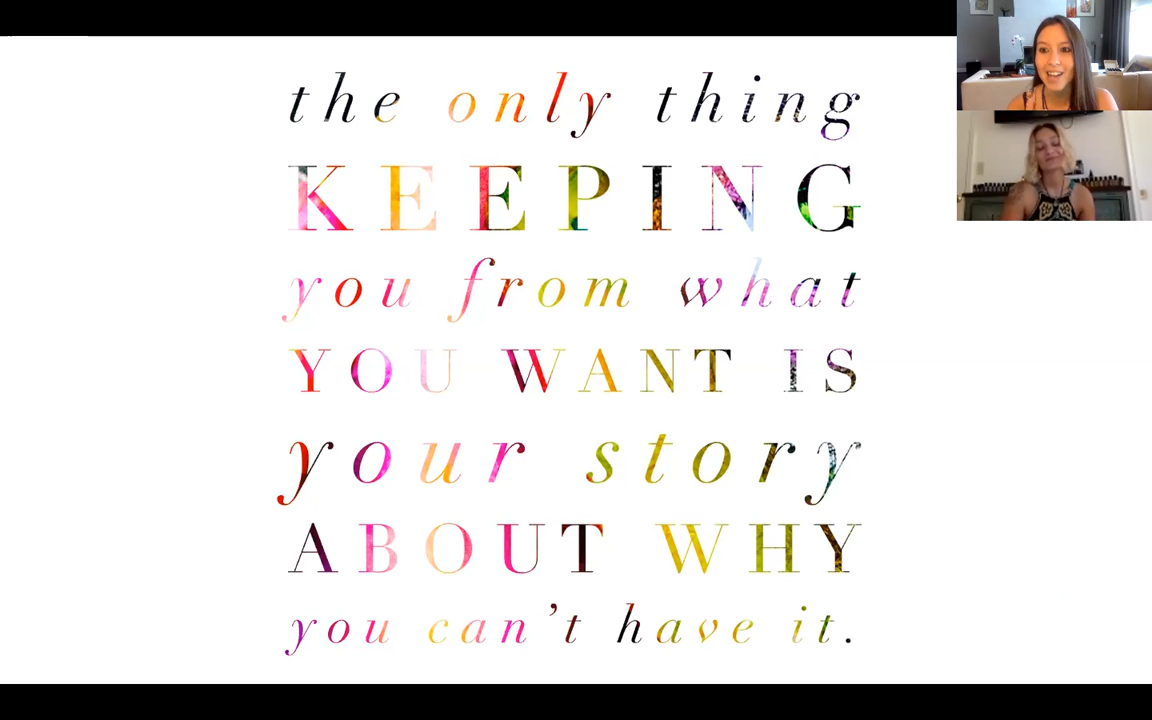 the only thing
KEEPING
you from what
YOU WANT IS
your story
ABOUT WHY
you can't have it.